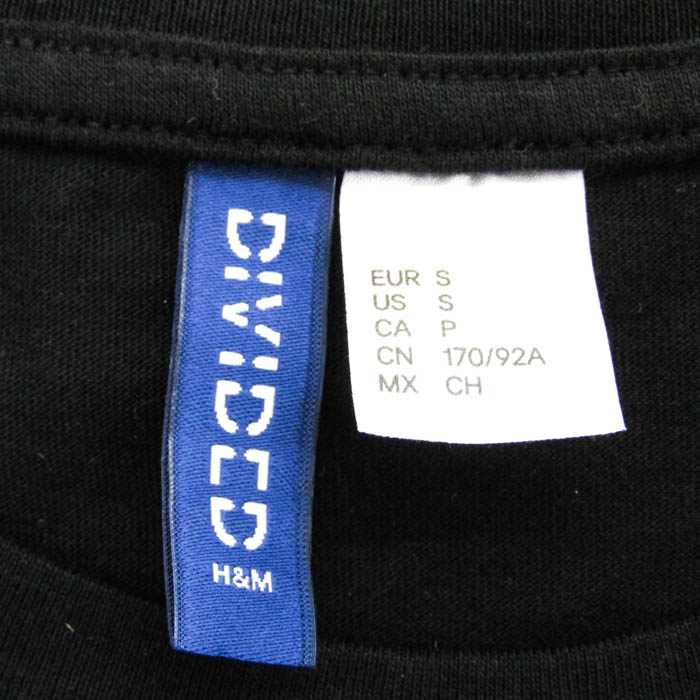 DIVIDED
H&M
EUR S
US S
CA P
CN 170/92A
MX CH